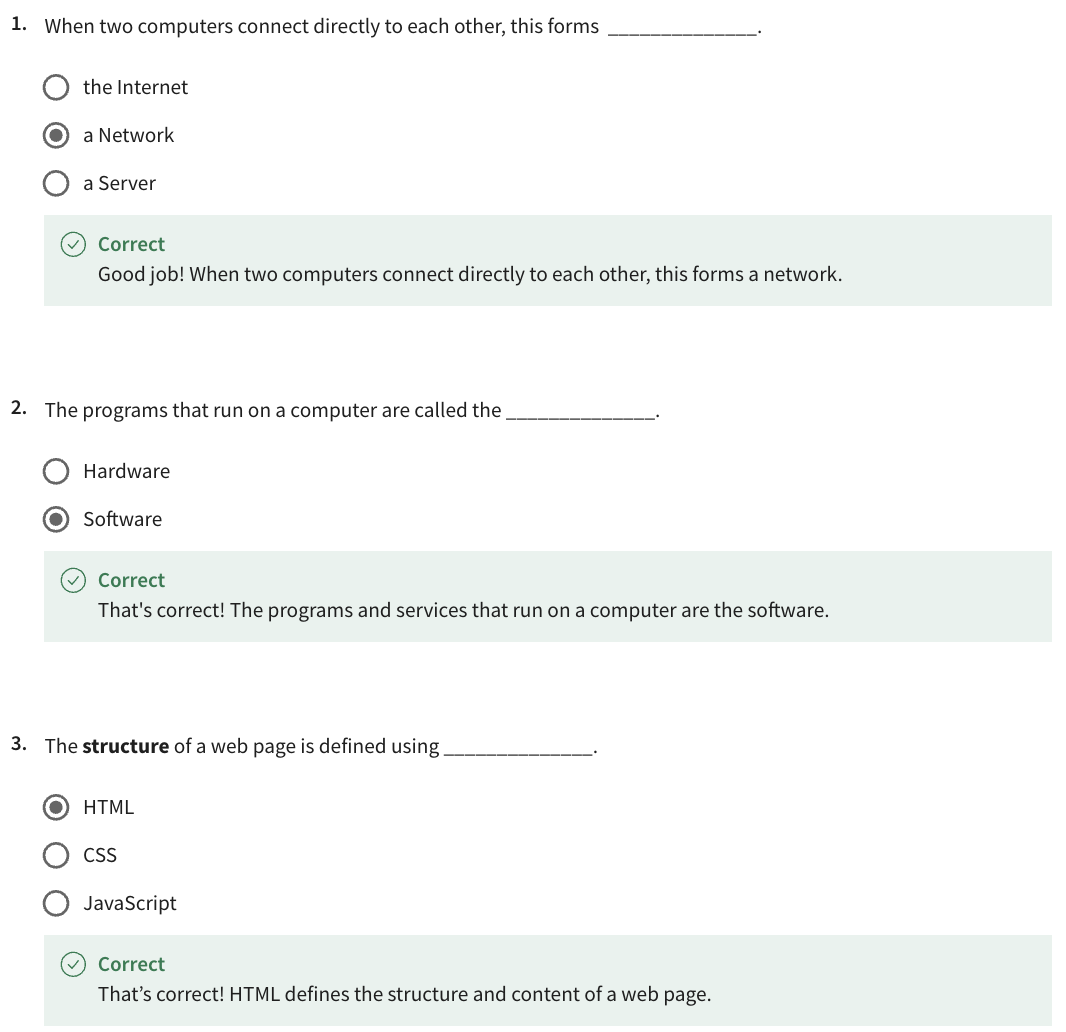 1. When two computers connect directly to each other, this forms ______________.
the Internet
a Network
a Server
Correct
Good job! When two computers connect directly to each other, this forms a network.
2. The programs that run on a computer are called the ______________.
Hardware
Software
Correct
That's correct! The programs and services that run on a computer are the software.
3. The structure of a web page is defined using ______________.
HTML
CSS
JavaScript
Correct
That’s correct! HTML defines the structure and content of a web page.